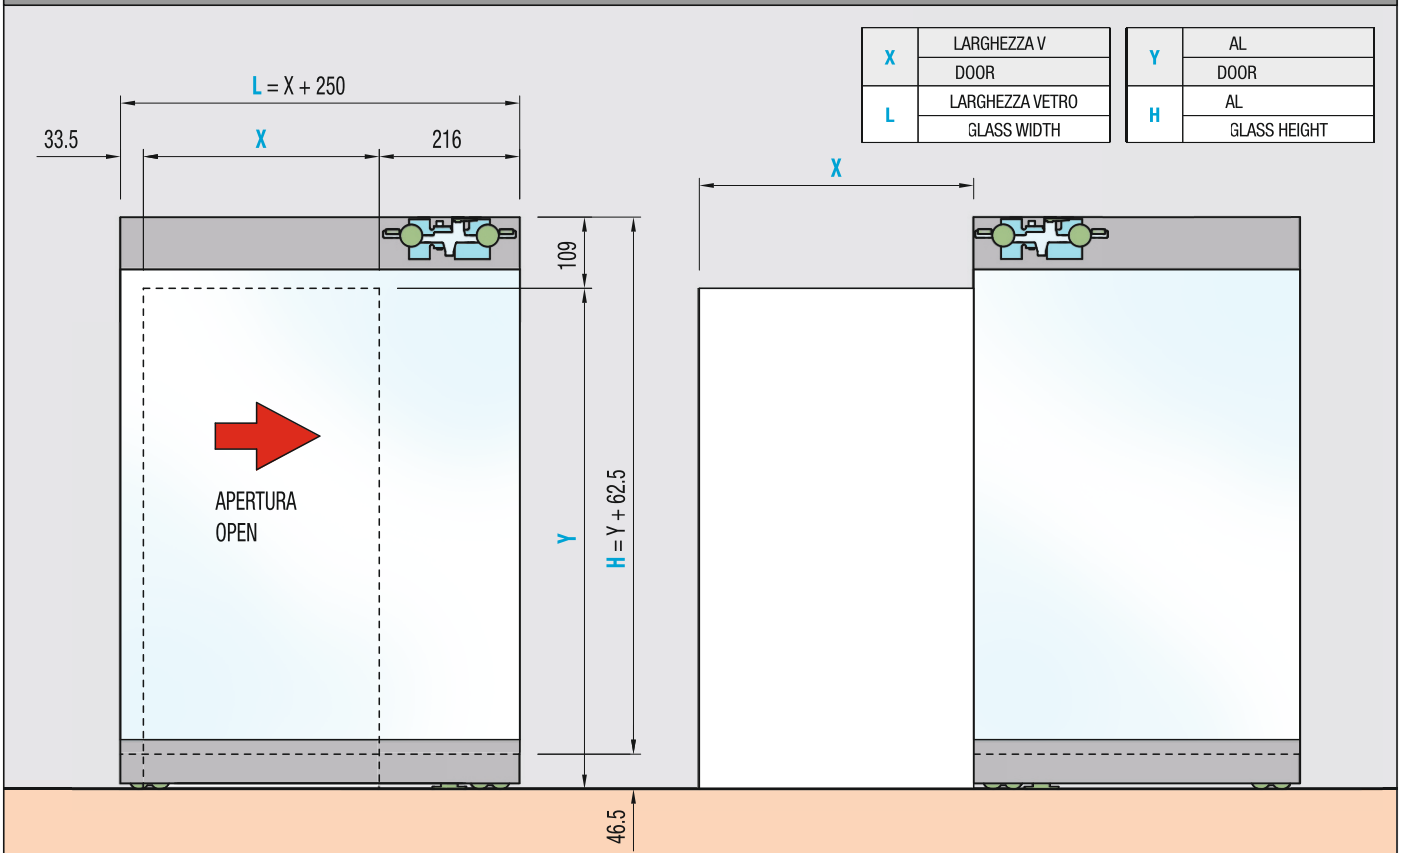 X
LARGHEZZA V
DOOR
L
LARGHEZZA VETRO
GLASS WIDTH
Y
AL
DOOR
H
AL
GLASS HEIGHT
L = X + 250
33.5
X
216
X
109
APERTURA
OPEN
Y
H = Y + 62.5
46.5